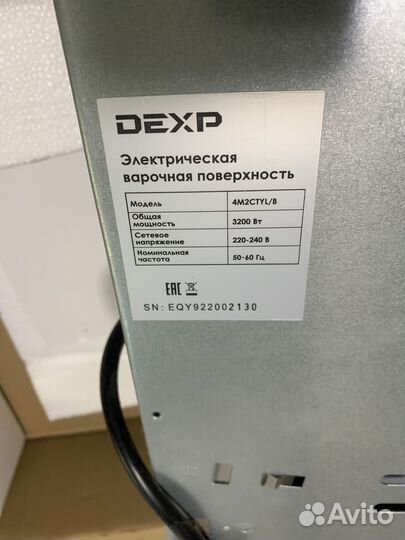 DEXP
Электрическая
варочная поверхность
Модель 4M2CTYL/B
Общая
мощность 3200 Вт
Сетевое
напряжение 220-240 В
Номинальная
частота 50-60 Гц
EAC
SN: EQY922002130
Avito